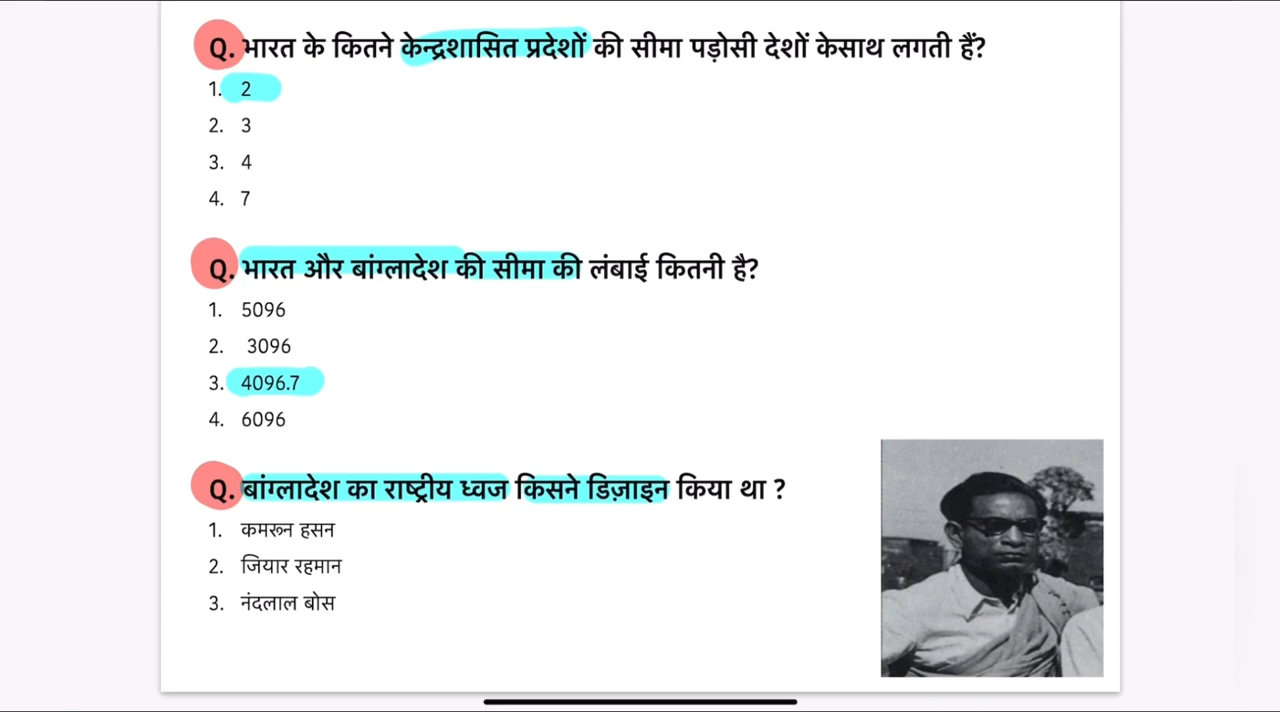 Q. भारत के कितने केन्द्रशासित प्रदेशों की सीमा पड़ोसी देशों केसाथ लगती हैं?
1. 2
2. 3
3. 4
4. 7
Q. भारत और बांग्लादेश की सीमा की लंबाई कितनी है?
1. 5096
2. 3096
3. 4096.7
4. 6096
Q. बांग्लादेश का राष्ट्रीय ध्वज किसने डिज़ाइन किया था ?
1. कमरून हसन
2. जियार रहमान
3. नंदलाल बोस